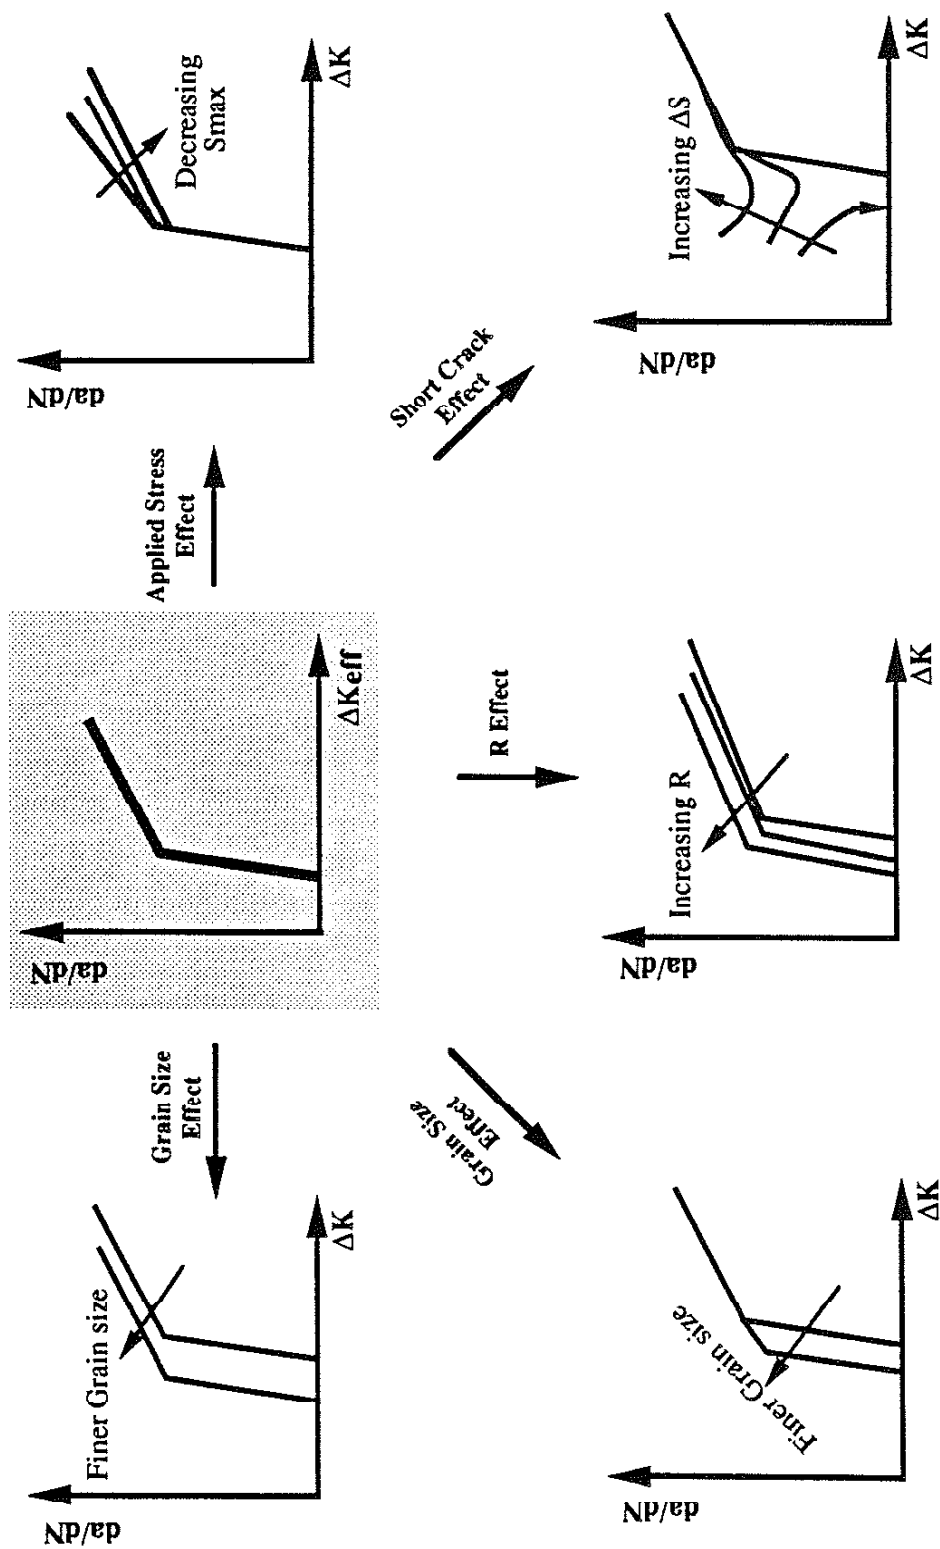 da/dN
Finer Grain size
ΔK
Grain Size
Effect
da/dN
ΔKeff
Applied Stress
Effect
da/dN
Decreasing
Smax
ΔK
Grain Size
Effect
R Effect
Short Crack
Effect
da/dN
Finer Grain size
ΔK
da/dN
Increasing R
ΔK
da/dN
Increasing ΔS
ΔK